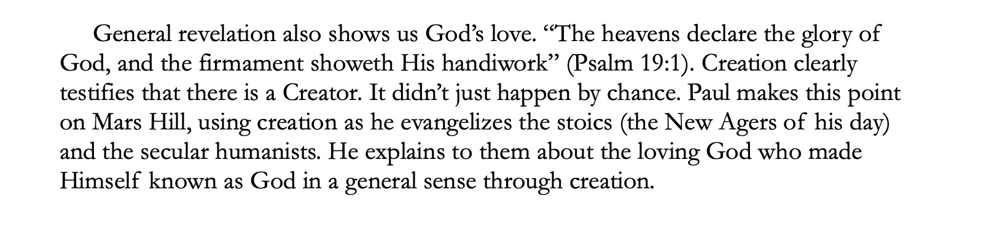 General revelation also shows us God’s love. “The heavens declare the glory of
God, and the firmament showeth His handiwork” (Psalm 19:1). Creation clearly
testifies that there is a Creator. It didn’t just happen by chance. Paul makes this point
on Mars Hill, using creation as he evangelizes the stoics (the New Agers of his day)
and the secular humanists. He explains to them about the loving God who made
Himself known as God in a general sense through creation.